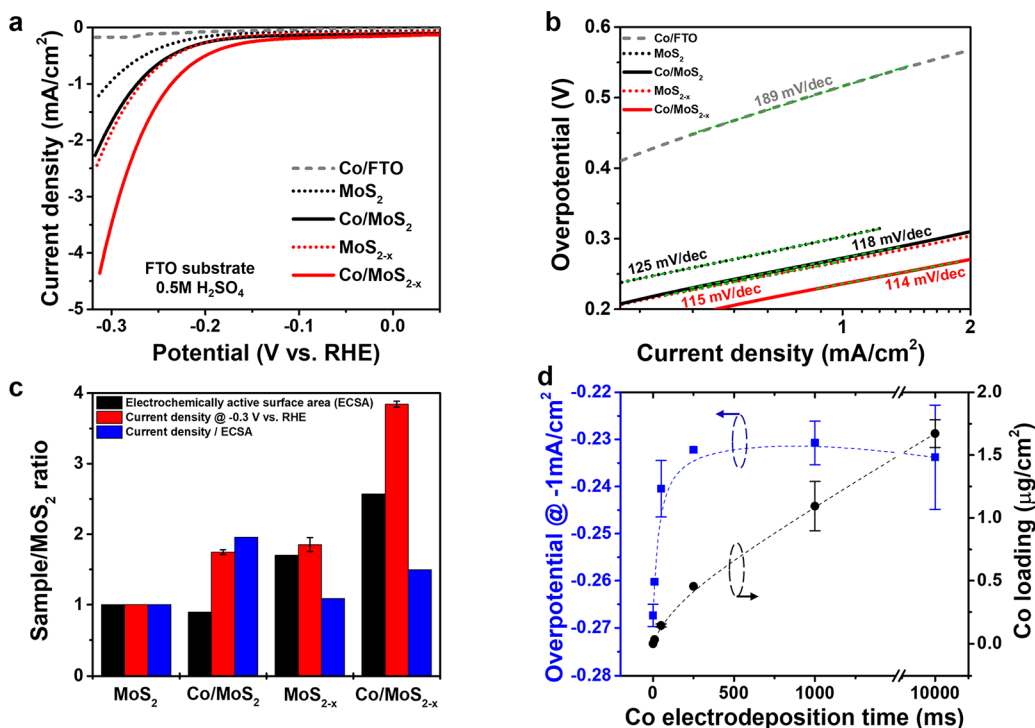 a
Current density (mA/cm²)
0
-1
-2
-3
-4
-5
Co/FTO
MoS₂
Co/MoS₂
MoS₂₋ₓ
Co/MoS₂₋ₓ
FTO substrate
0.5M H₂SO₄
-0.3
-0.2
-0.1
0.0
Potential (V vs. RHE)
b
Overpotential (V)
0.6
0.5
0.4
0.3
0.2
Co/FTO
MoS₂
Co/MoS₂
MoS₂₋ₓ
Co/MoS₂₋ₓ
189 mV/dec
125 mV/dec
118 mV/dec
115 mV/dec
114 mV/dec
1
2
Current density (mA/cm²)
c
Sample/MoS₂ ratio
4
3
2
1
0
Electrochemically active surface area (ECSA)
Current density @ -0.3 V vs. RHE
Current density / ECSA
MoS₂
Co/MoS₂
MoS₂₋ₓ
Co/MoS₂₋ₓ
d
Overpotential @ -1mA/cm²
-0.22
-0.23
-0.24
-0.25
-0.26
-0.27
-0.28
2.0
1.5
1.0
0.5
0.0
Co loading (µg/cm²)
0
500
1000
10000
Co electrodeposition time (ms)